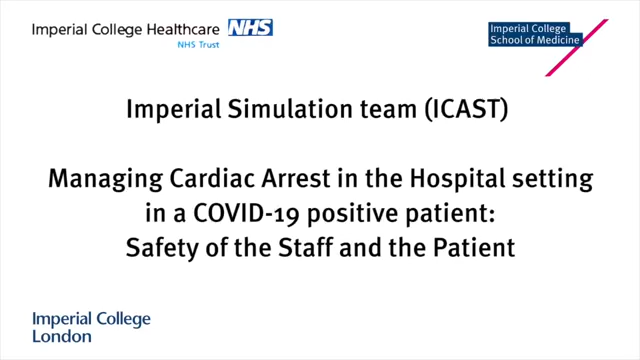 Imperial College Healthcare NHS
NHS Trust
Imperial College
School of Medicine
Imperial Simulation team (ICAST)
Managing Cardiac Arrest in the Hospital setting
in a COVID-19 positive patient:
Safety of the Staff and the Patient
Imperial College
London